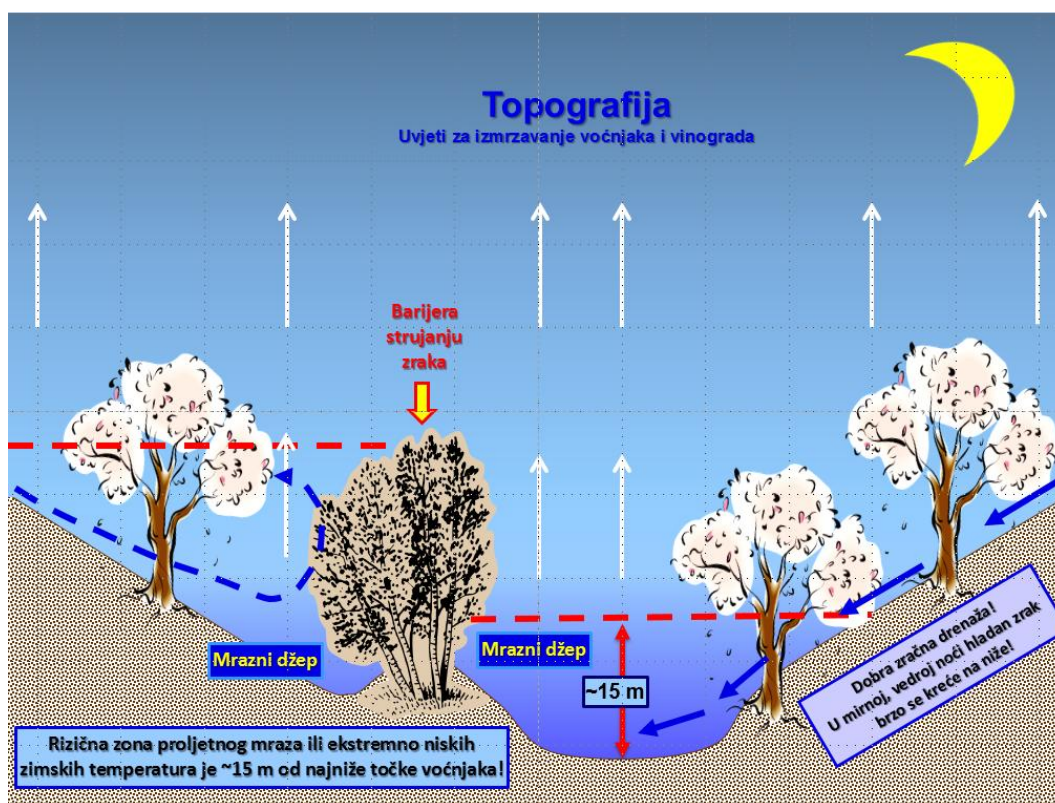 Topografija
Uvjeti za izmrzavanje voćnjaka i vinograda
Barijera
strujanju
zraka
Mrazni džep
Mrazni džep
~15 m
Dobra zračna drenaža!
U mirnoj, vedroj noći hladan zrak
brzo se kreće na niže!
Rizična zona proljetnog mraza ili ekstremno niskih
zimskih temperatura je ~15 m od najniže točke voćnjaka!